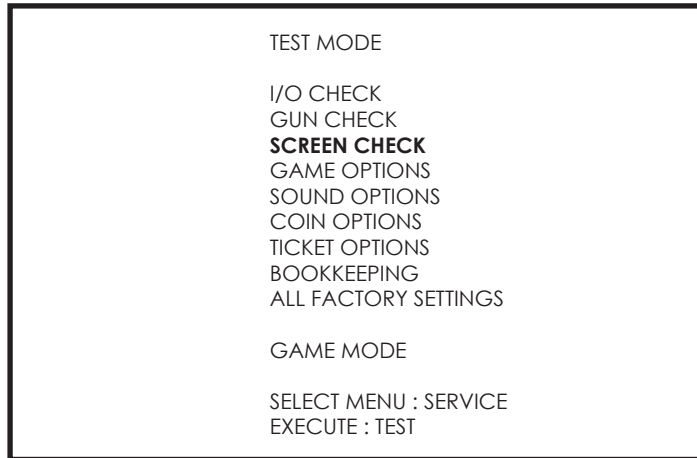 TEST MODE
I/O CHECK
GUN CHECK
SCREEN CHECK
GAME OPTIONS
SOUND OPTIONS
COIN OPTIONS
TICKET OPTIONS
BOOKKEEPING
ALL FACTORY SETTINGS
GAME MODE
SELECT MENU : SERVICE
EXECUTE : TEST